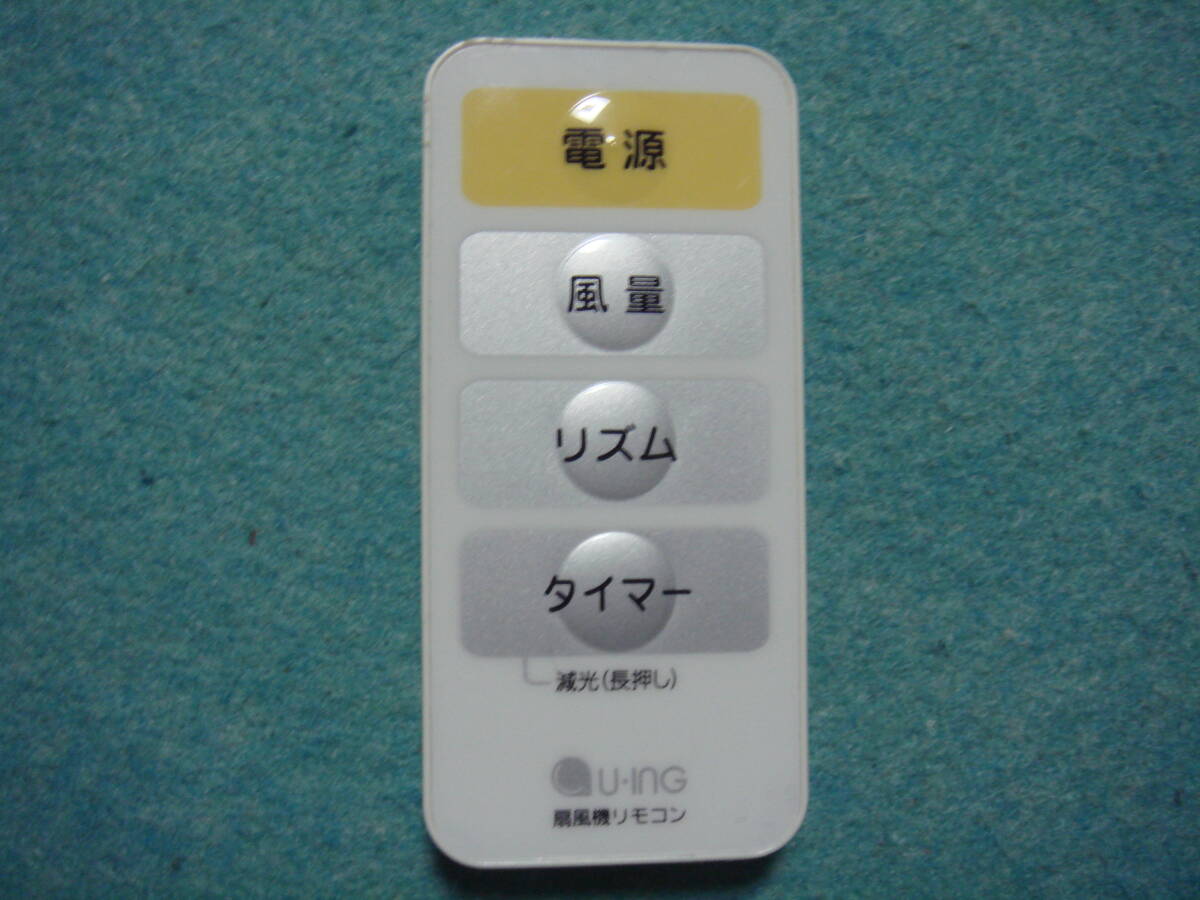 電源
風量
リズム
タイマー
減光(長押し)
U·ING
扇風機リモコン